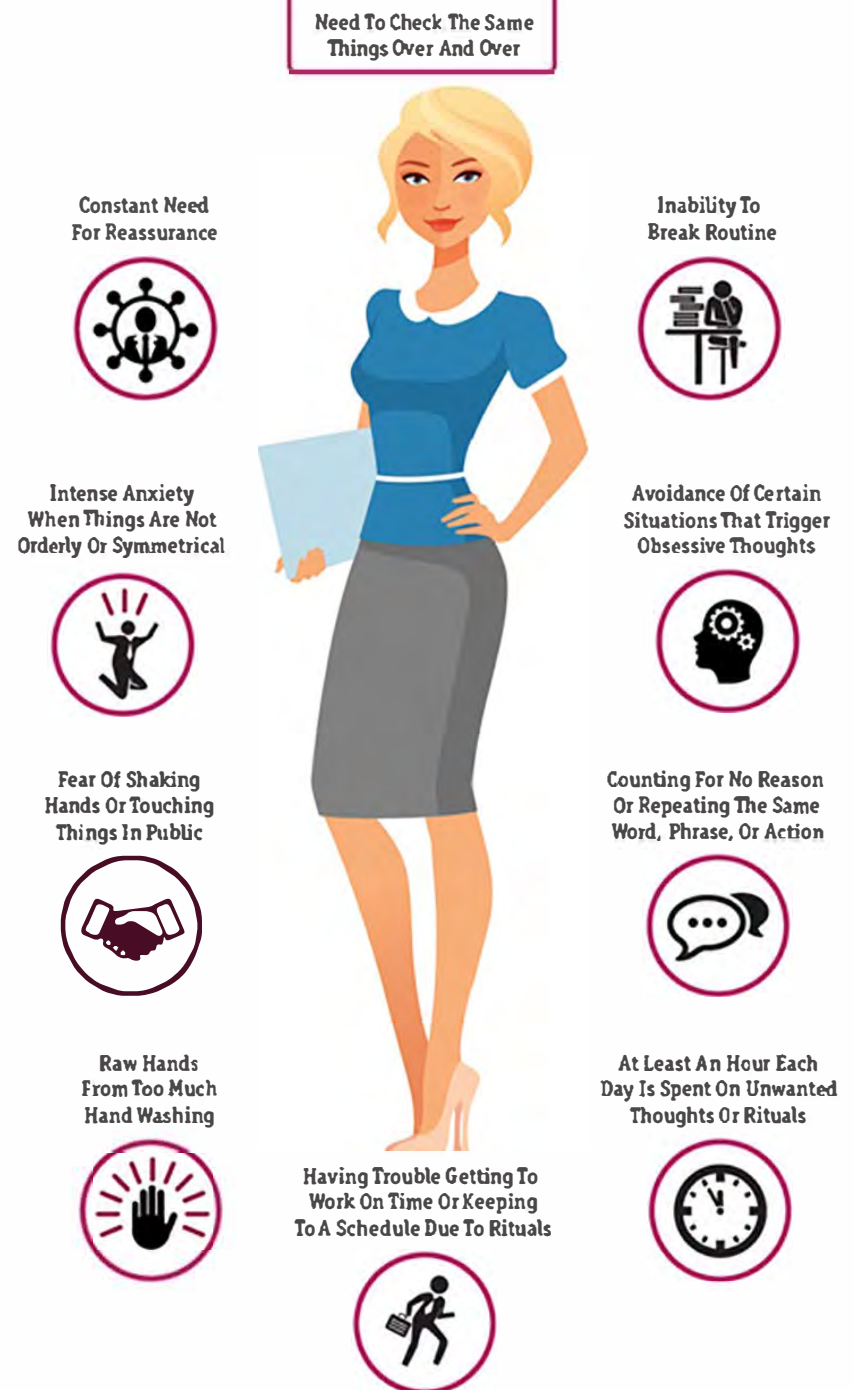 Need To Check The Same
Things Over And Over
Constant Need
For Reassurance
Inability To
Break Routine
Intense Anxiety
When Things Are Not
Orderly Or Symmetrical
Avoidance Of Certain
Situations That Trigger
Obsessive Thoughts
Fear Of Shaking
Hands Or Touching
Things In Public
Counting For No Reason
Or Repeating The Same
Word, Phrase, Or Action
Raw Hands
From Too Much
Hand Washing
At Least An Hour Each
Day Is Spent On Unwanted
Thoughts Or Rituals
Having Trouble Getting To
Work On Time Or Keeping
To A Schedule Due To Rituals